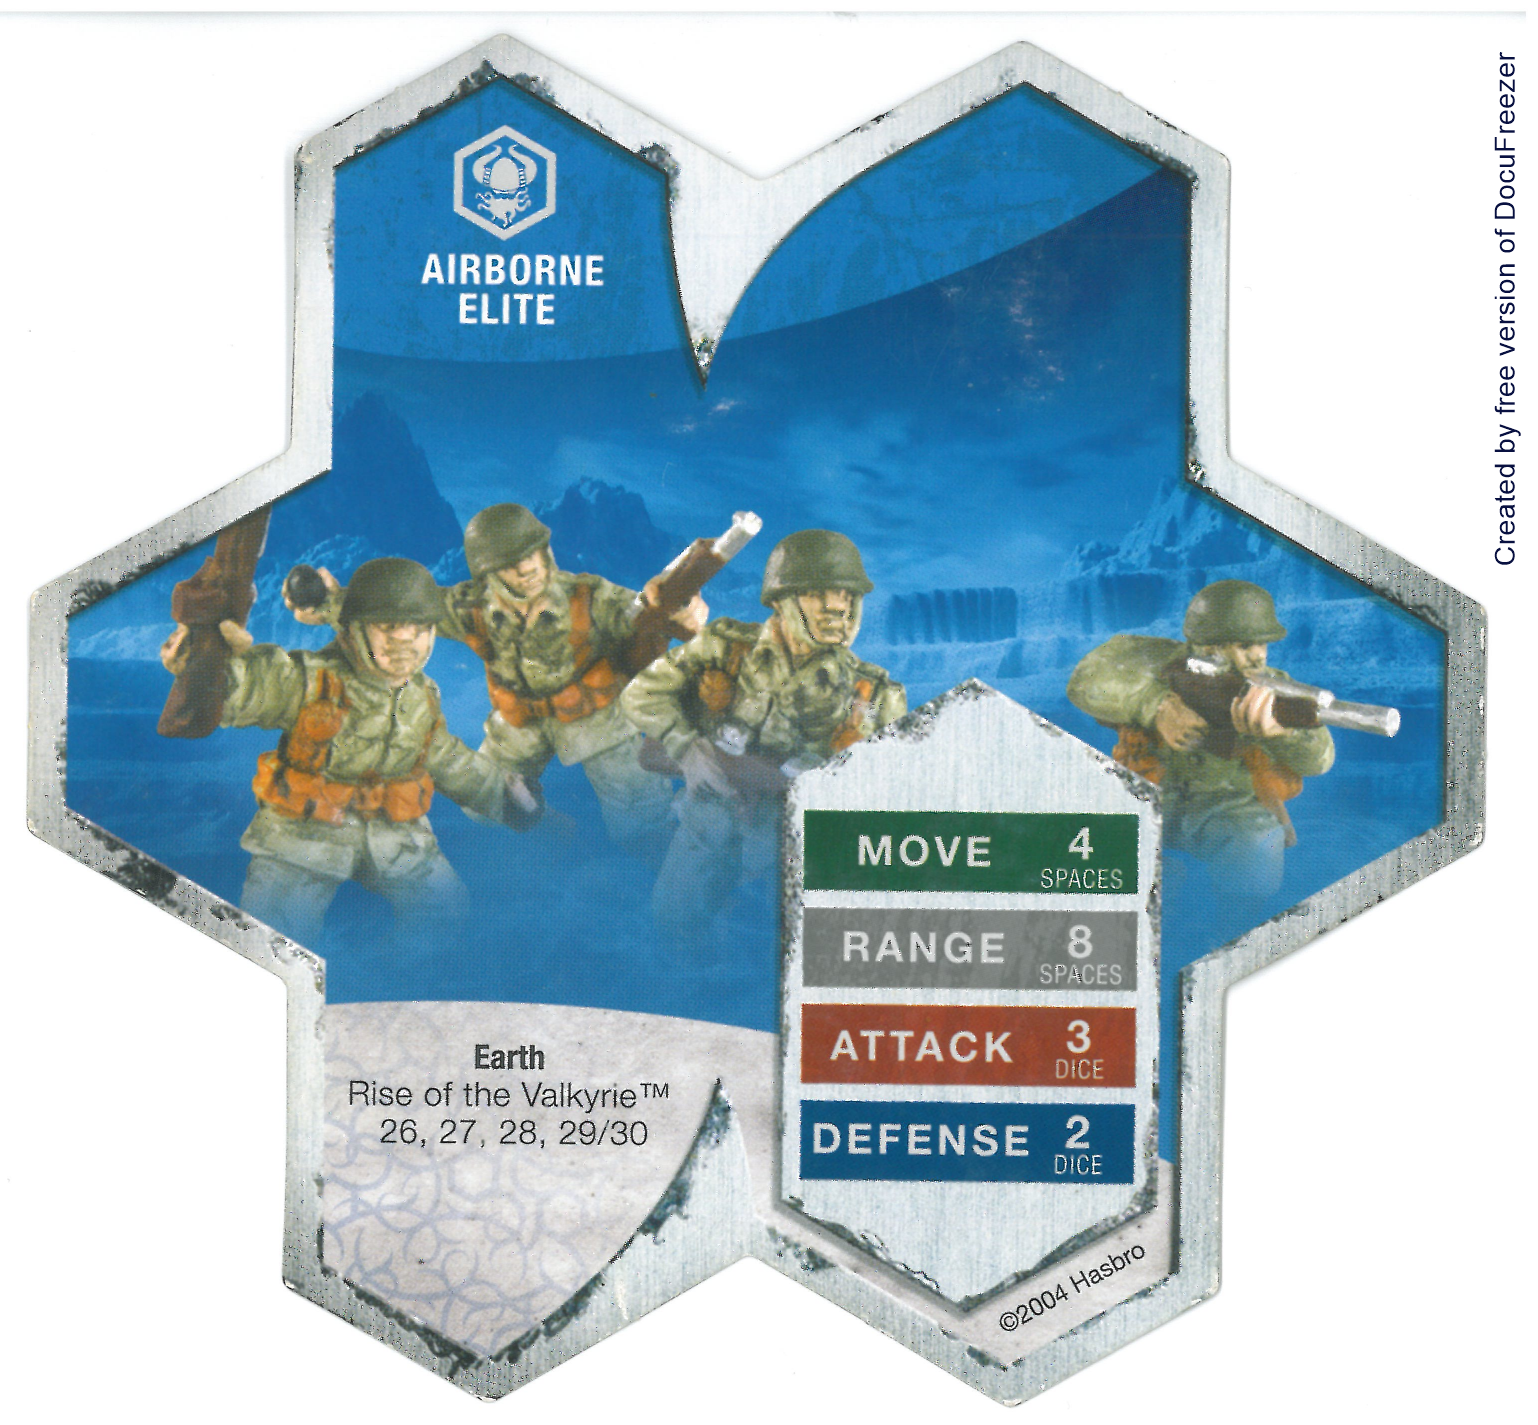 AIRBORNE
ELITE
MOVE 4
SPACES
RANGE 8
SPACES
ATTACK 3
DICE
DEFENSE 2
DICE
Earth
Rise of the Valkyrie™
26, 27, 28, 29/30
©2004 Hasbro
Created by free version of DocuFreezer